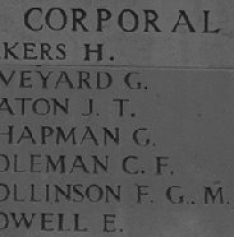 CORPORAL
KERS H.
VEYARD G.
ATON J. T.
HAPMAN G.
OLEMAN C. F.
OLLINSON F. G., M.
OWELL E.